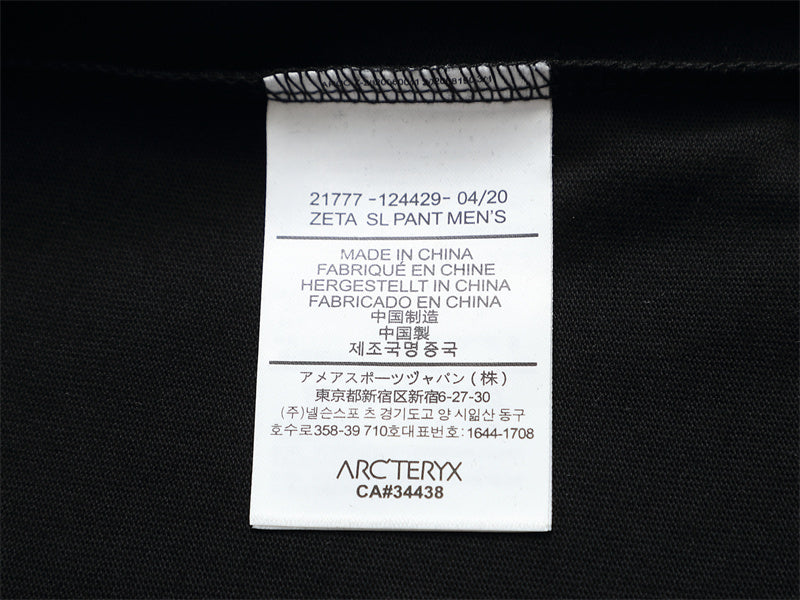 21777 -124429- 04/20
ZETA SL PANT MEN'S
MADE IN CHINA
FABRIQUÉ EN CHINE
HERGESTELLT IN CHINA
FABRICADO EN CHINA
中国制造
中国製
제조국명중국
アメアスポーツヅャパン(株)
東京都新宿区新宿6-27-30
(주)넬슨스포 츠 경기도고 양 시읾산 동구
호수로358-39 710호대표번호: 1644-1708
ARC'TERYX
CA#34438